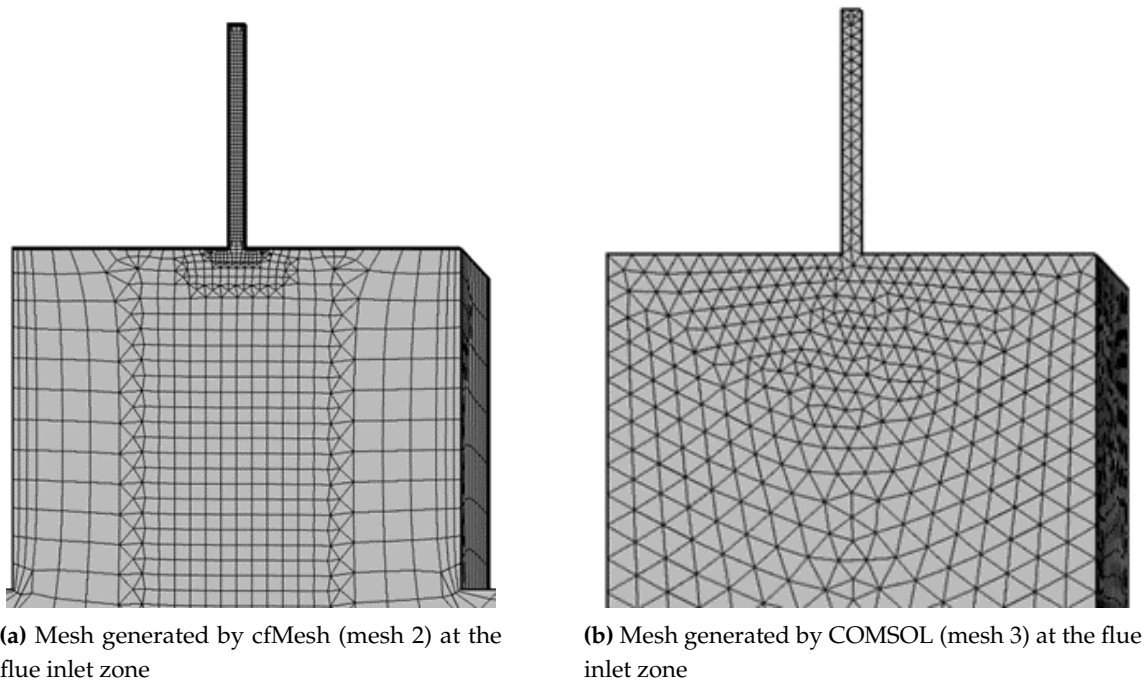 (a) Mesh generated by cfMesh (mesh 2) at the
flue inlet zone
(b) Mesh generated by COMSOL (mesh 3) at the flue
inlet zone